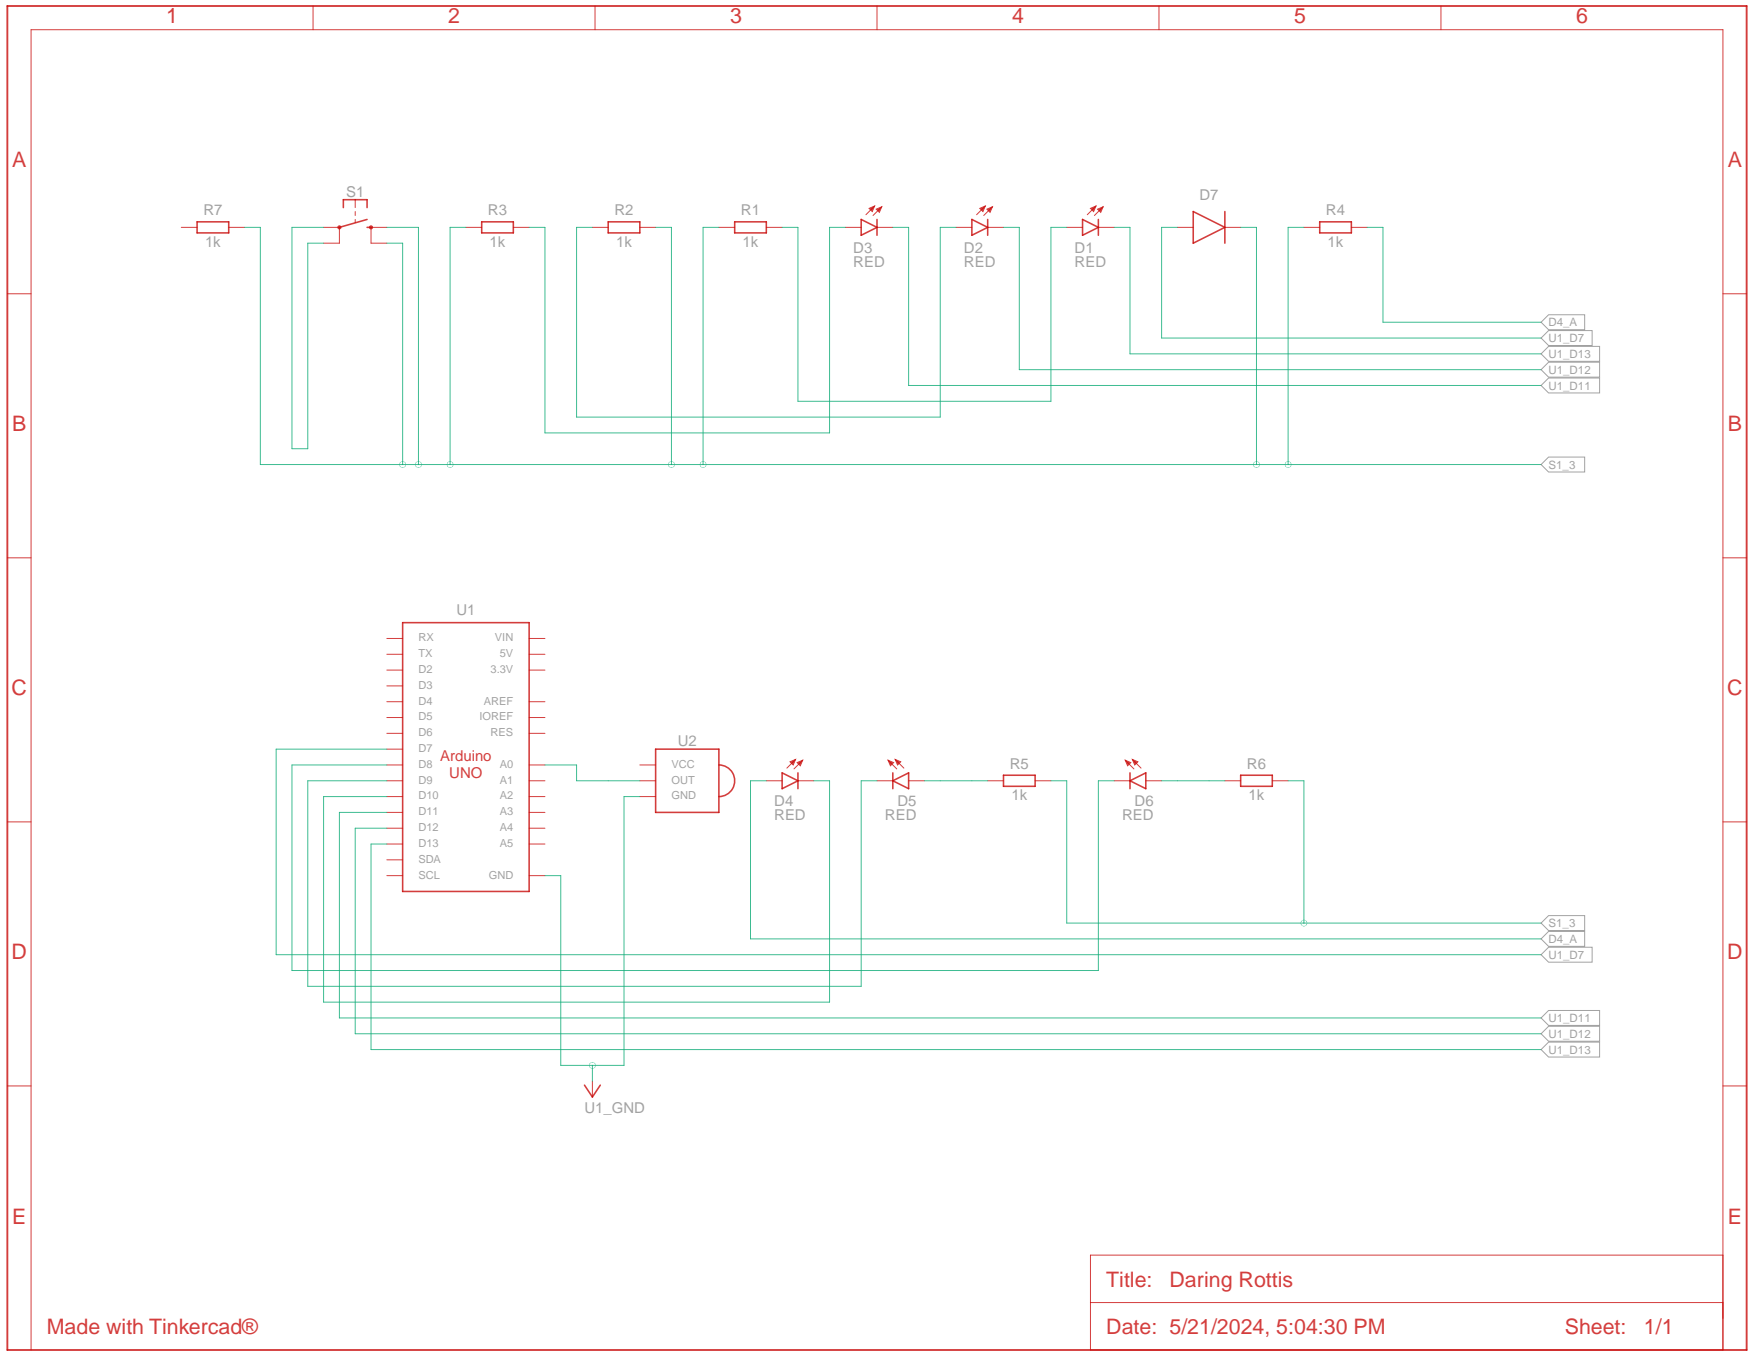 1 2 3 4 5 6
A A
S1
D7
R7 R3 R2 R1 R4
1k 1k 1k 1k 1k
D3 D2 D1
RED RED RED
B B
D4_A
U1_D7
U1_D13
U1_D12
U1_D11
S1_3
C C
U1
RX VIN
TX 5V
D2 3.3V
D3
D4 AREF
D5 IOREF
D6 RES
D7
Arduino
UNO
D8 A0
D9 A1
D10 A2
D11 A3
D12 A4
D13 A5
SDA
SCL GND
U2
VCC
OUT
GND
D4
RED
D5
RED
R5
1k
D6
RED
R6
1k
D D
S1_3
D4_A
U1_D7
U1_D11
U1_D12
U1_D13
U1_GND
E E
Title: Daring Rottis
Made with Tinkercad®
Date: 5/21/2024, 5:04:30 PM Sheet: 1/1